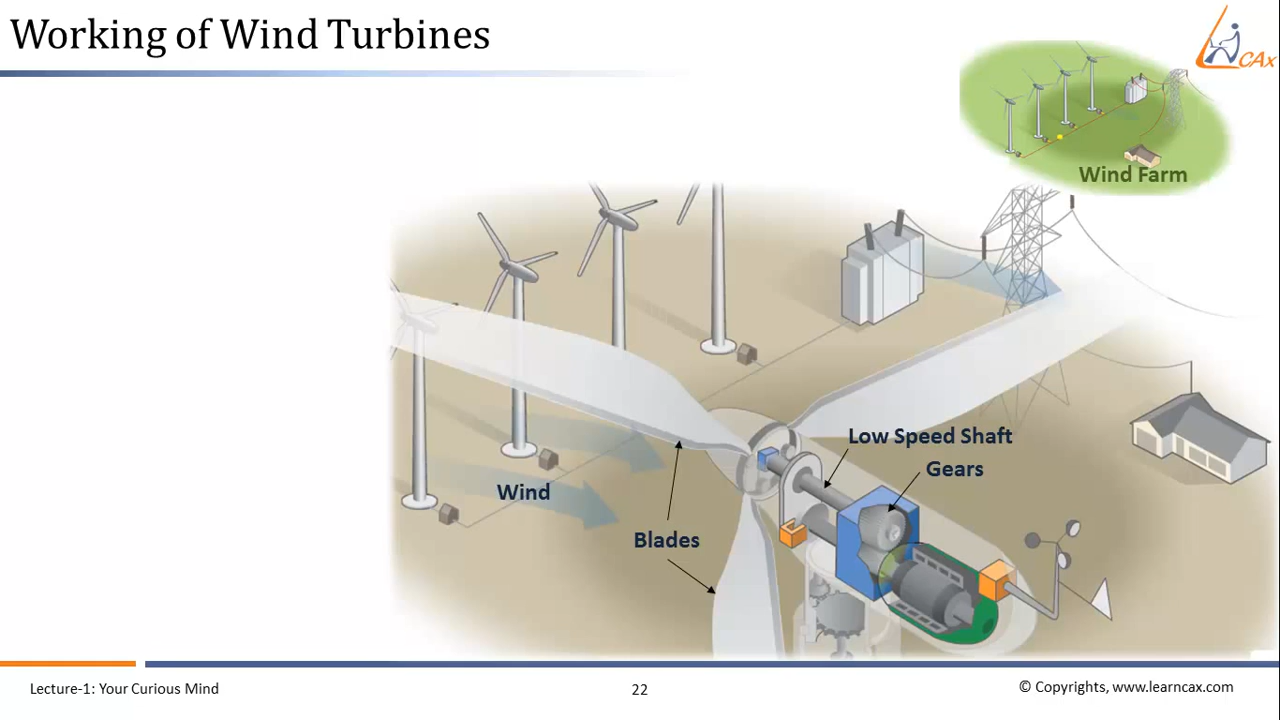 Working of Wind Turbines
CAx
Wind Farm
Low Speed Shaft
Gears
Wind
Blades
Lecture-1: Your Curious Mind
22
© Copyrights, www.learncax.com